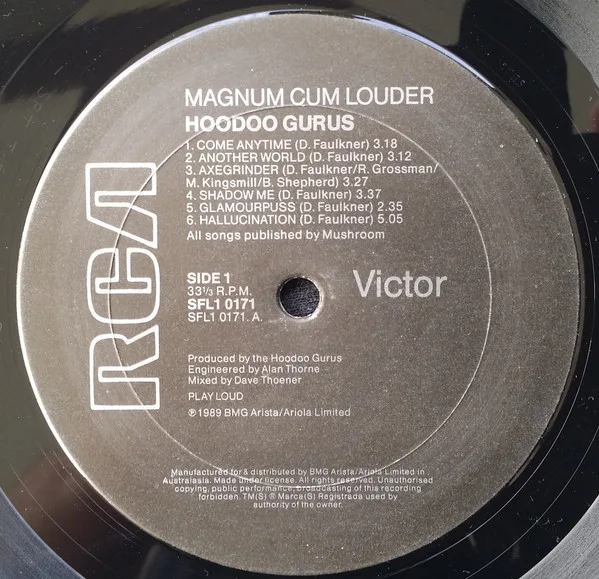 MAGNUM CUM LOUDER
HOODOO GURUS
1. COME ANYTIME (D. Faulkner) 3.18
2. ANOTHER WORLD (D. Faulkner) 3.12
3. AXEGRINDER (D. Faulkner/R. Grossman/
M. Kingsmill/B. Shepherd) 3.27
4. SHADOW ME (D. Faulkner) 3.37
5. GLAMOURPUSS (D. Faulkner) 2.35
6. HALLUCINATION (D. Faulkner) 5.05
All songs published by Mushroom
RCA
SIDE 1
33⅓ R.P.M.
SFL1 0171
SFL1 0171. A.
Victor
Produced by the Hoodoo Gurus
Engineered by Alan Thorne
Mixed by Dave Thoener
PLAY LOUD
℗ 1989 BMG Arista/Ariola Limited
Manufactured for & distributed by BMG Arista/Ariola Limited in
Australasia. Made under license. All rights reserved. Unauthorised
copying, public performance, broadcasting of this recording
forbidden. TM(S) ® Marca(S) Registrada used by
authority of the owner.